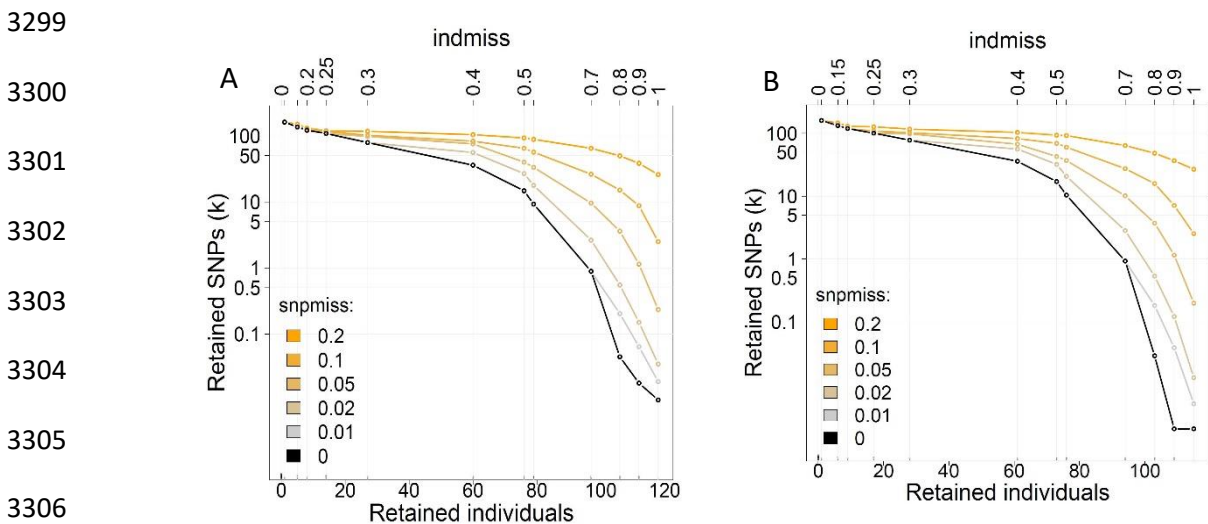 3299
3300
3301
3302
3303
3304
3305
3306
A
indmiss
0 0.2 0.25 0.3 0.4 0.5 0.7 0.8 0.9 1
Retained SNPs (k)
100
50
10
5
1
0.5
0.1
snpmiss:
0.2
0.1
0.05
0.02
0.01
0
0 20 40 60 80 100 120
Retained individuals
B
indmiss
0 0.15 0.25 0.3 0.4 0.5 0.7 0.8 0.9 1
Retained SNPs (k)
100
50
10
5
1
0.5
0.1
snpmiss:
0.2
0.1
0.05
0.02
0.01
0
0 20 40 60 80 100
Retained individuals